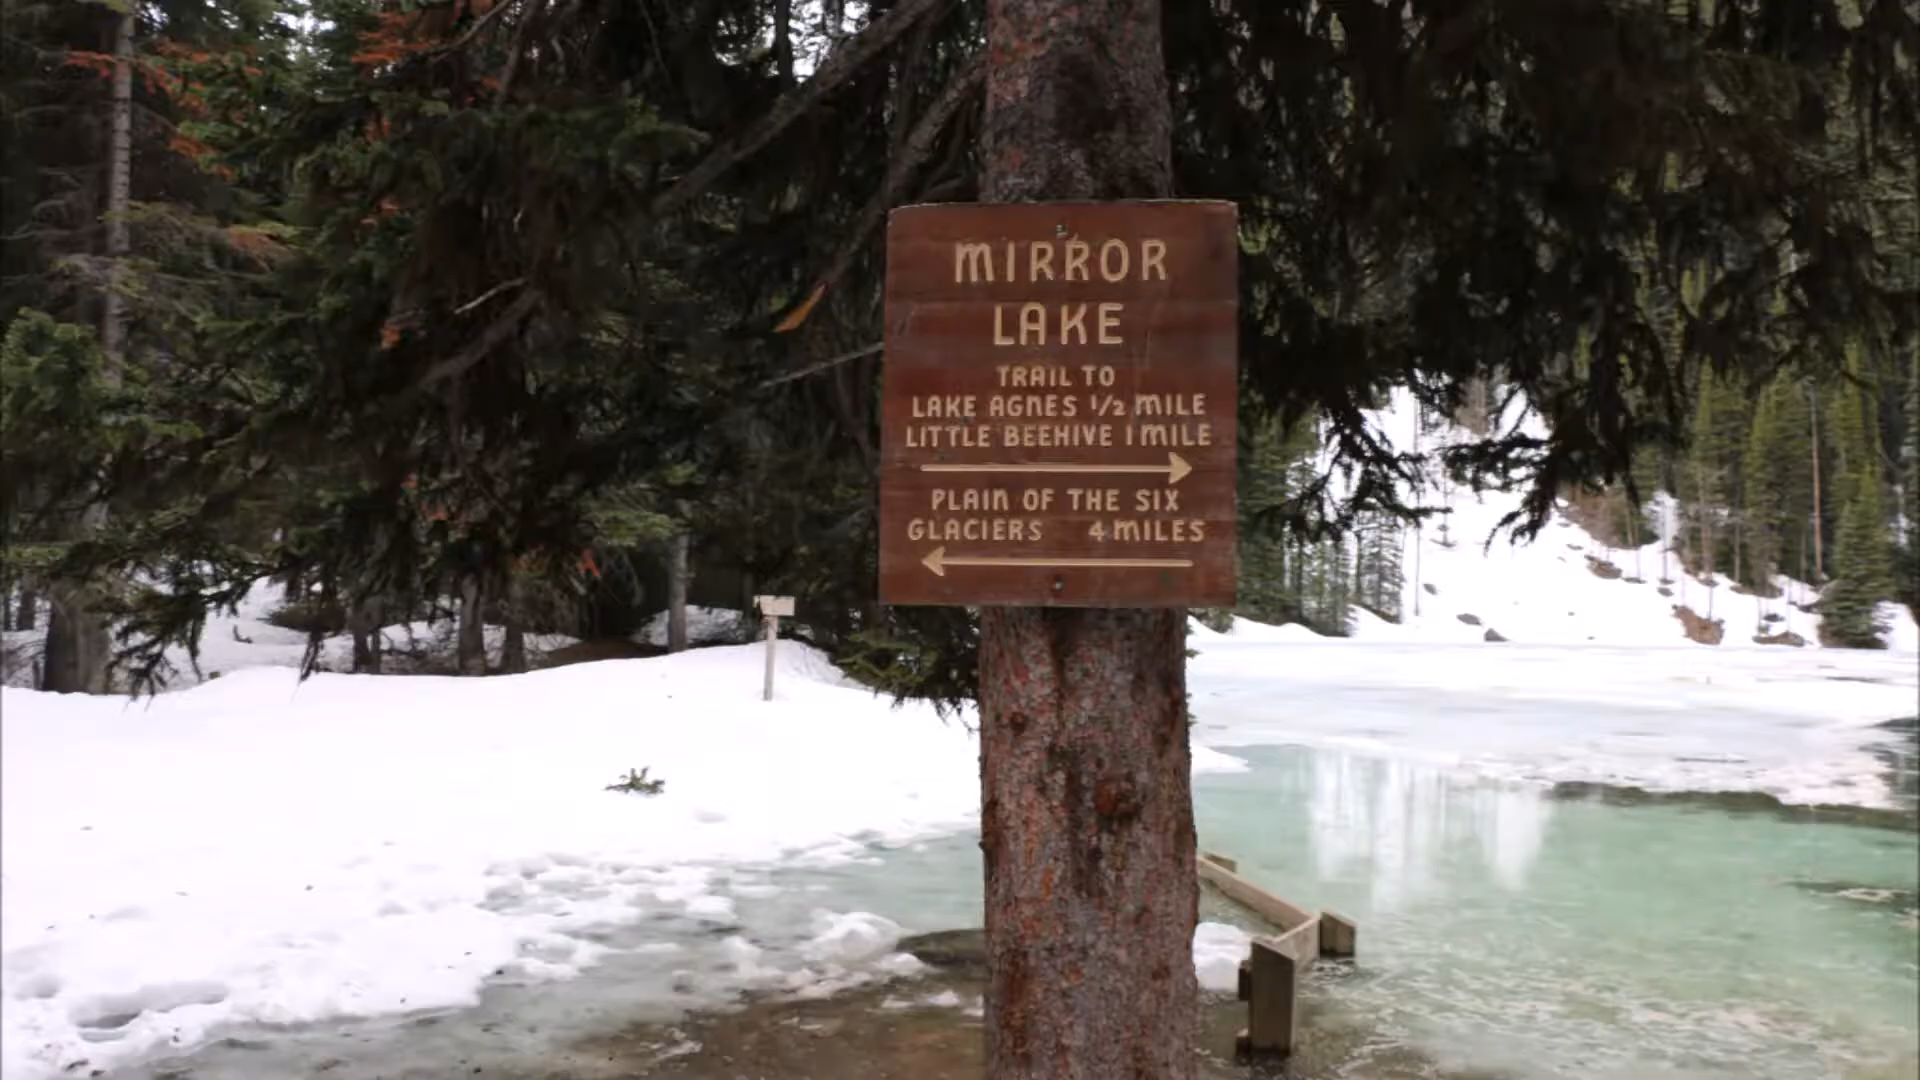 MIRROR
LAKE
TRAIL TO
LAKE AGNES 1/2 MILE
LITTLE BEEHIVE 1 MILE
PLAIN OF THE SIX
GLACIERS 4 MILES